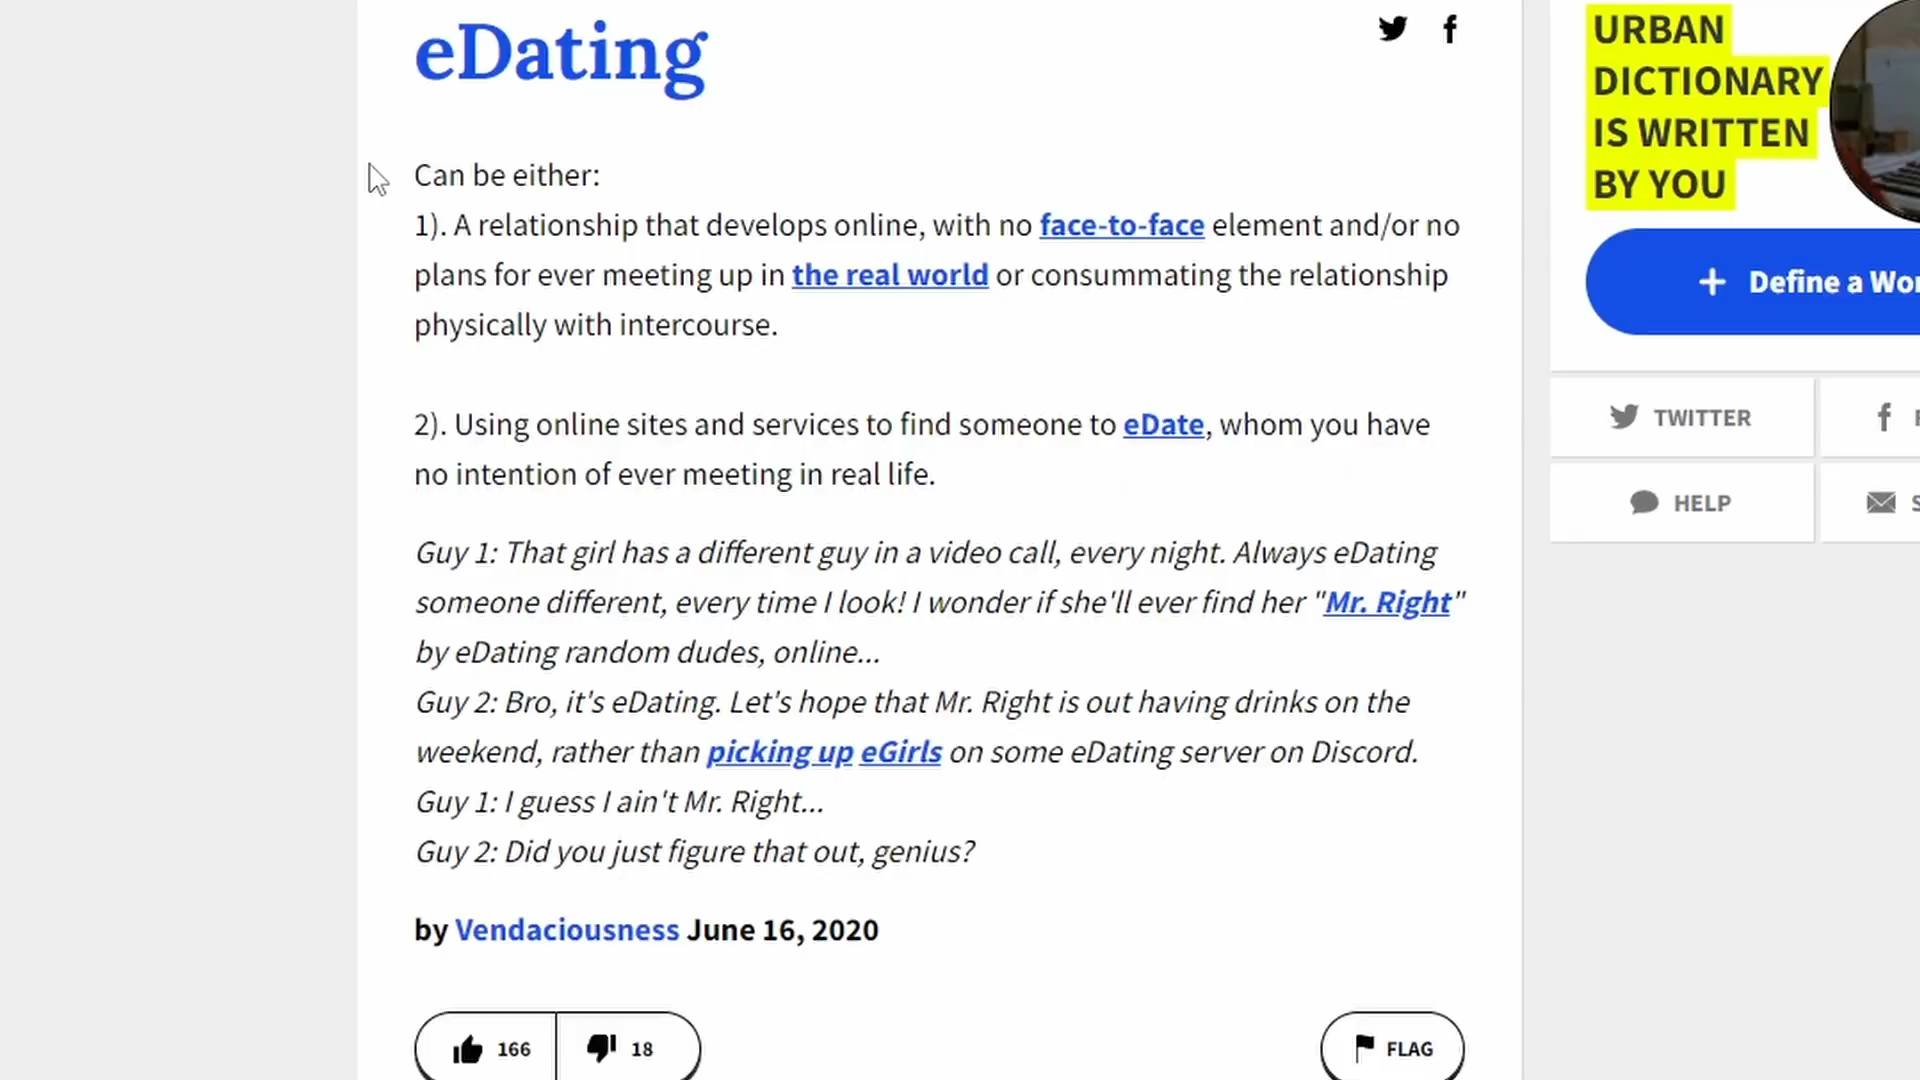 eDating
Can be either:
1). A relationship that develops online, with no face-to-face element and/or no
plans for ever meeting up in the real world or consummating the relationship
physically with intercourse.
2). Using online sites and services to find someone to eDate, whom you have
no intention of ever meeting in real life.
Guy 1: That girl has a different guy in a video call, every night. Always eDating
someone different, every time I look! I wonder if she'll ever find her "Mr. Right"
by eDating random dudes, online...
Guy 2: Bro, it's eDating. Let's hope that Mr. Right is out having drinks on the
weekend, rather than picking up eGirls on some eDating server on Discord.
Guy 1: I guess I ain't Mr. Right...
Guy 2: Did you just figure that out, genius?
by Vendaciousness June 16, 2020
166
18
FLAG
URBAN
DICTIONARY
IS WRITTEN
BY YOU
+ Define a
TWITTER
HELP